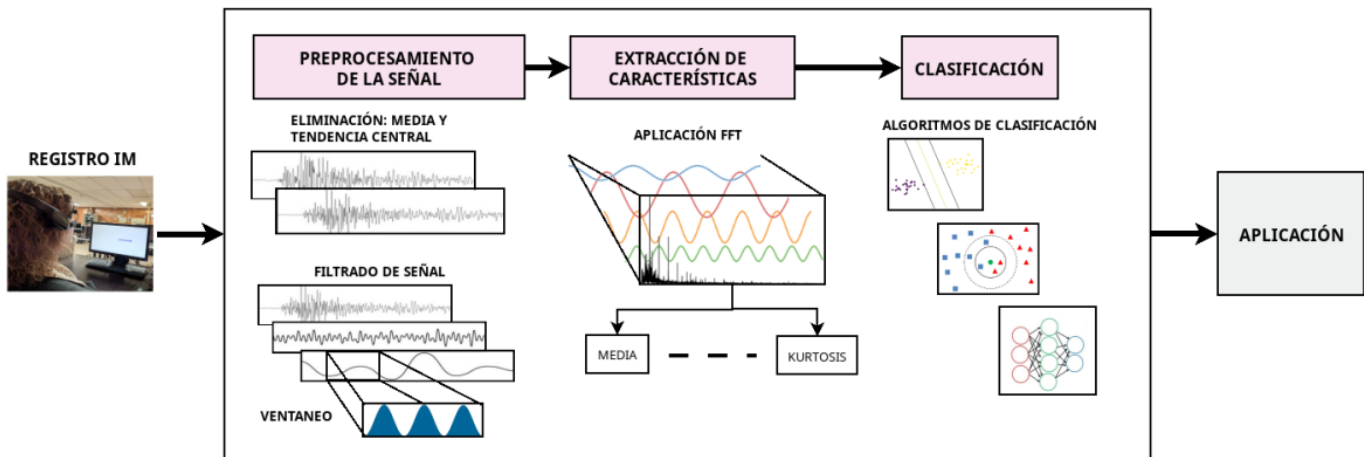 REGISTRO IM
PREPROCESAMIENTO
DE LA SEÑAL
ELIMINACIÓN: MEDIA Y
TENDENCIA CENTRAL
FILTRADO DE SEÑAL
VENTANEO
EXTRACCIÓN DE
CARACTERÍSTICAS
APLICACIÓN FFT
MEDIA
KURTOSIS
CLASIFICACIÓN
ALGORITMOS DE CLASIFICACIÓN
APLICACIÓN